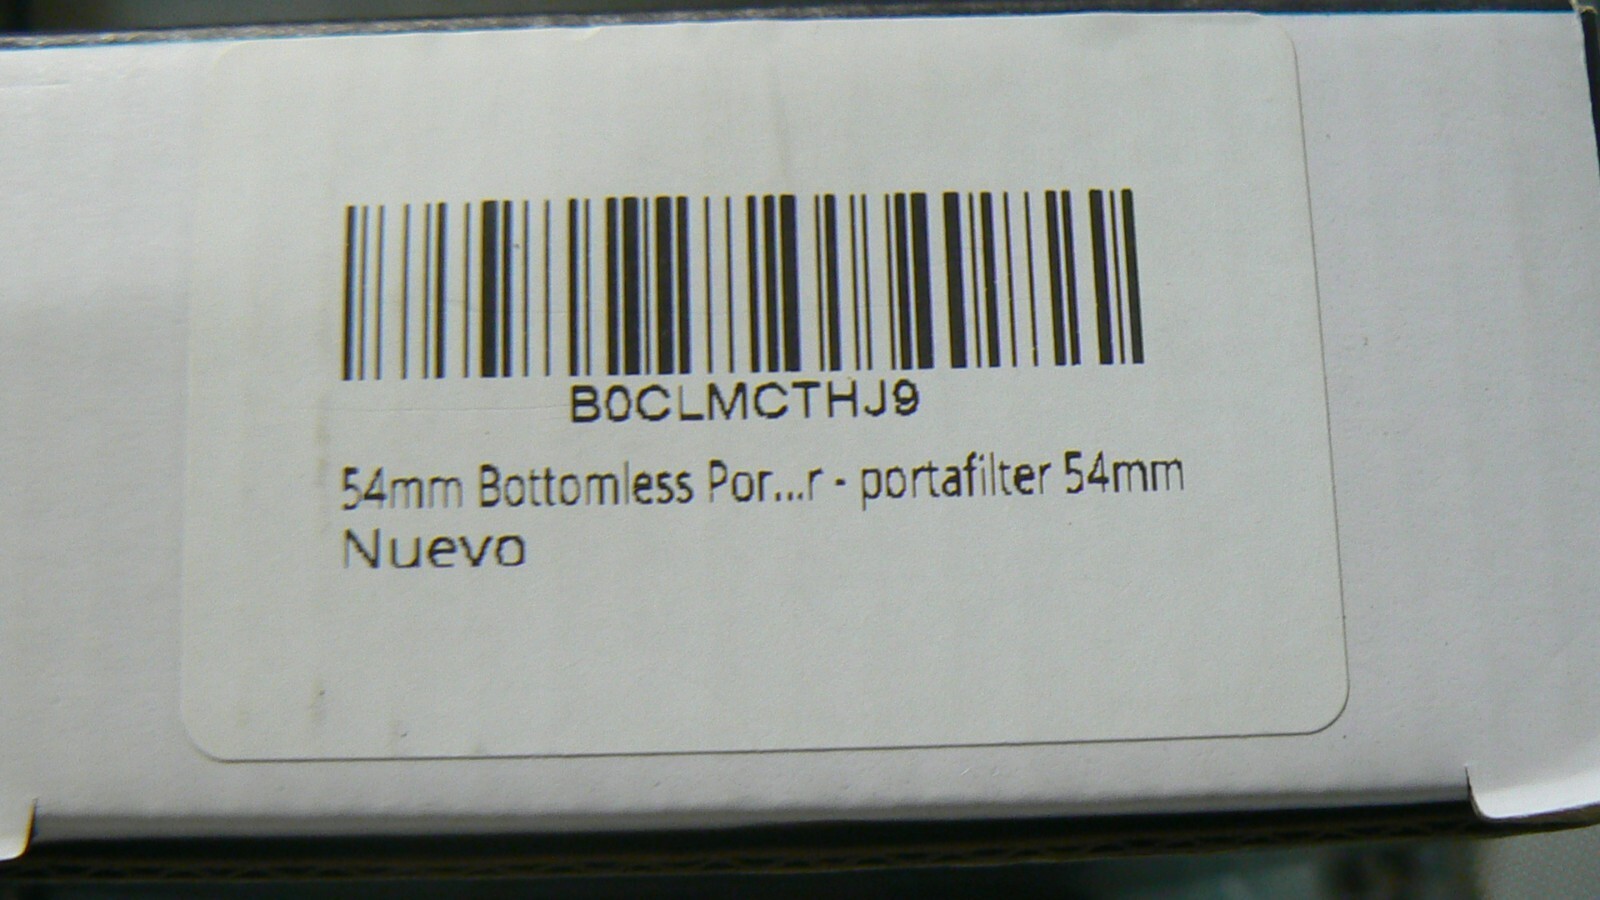 B0CLMCTHJ9
54mm Bottomless Por...r - portafilter 54mm
Nuevo